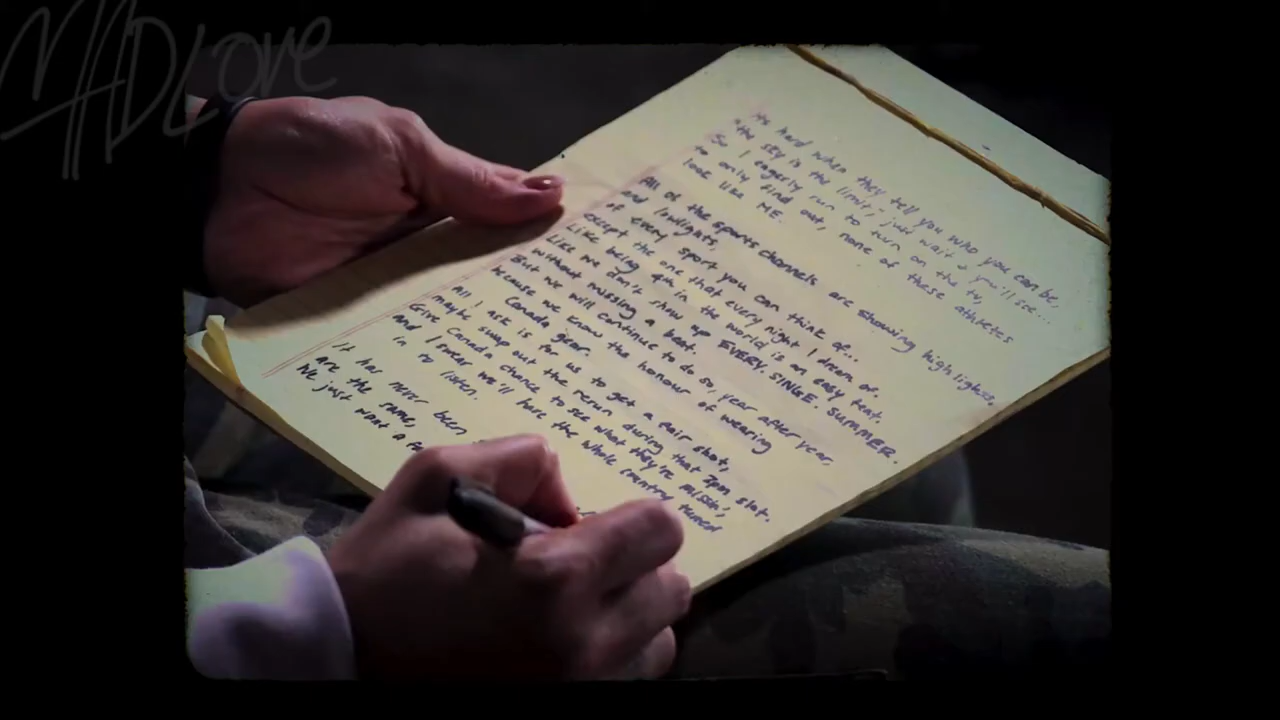 MADLOVE
It's hard when they tell you who you can be,
"the sky is the limit, just wait & you'll see...
So I eagerly run to turn on the tv,
to only find out, none of these athletes
look like ME.
All of the sports channels are showing highlights,
and lowlights,
of every sport you can think of...
except the one that every night I dream of.
Like being 4th in the world is an easy feat.
Like we don't show up EVERY. SINGE. SUMMER.
without missing a beat.
But we will continue to do so, year after year,
because we know the honour of wearing
Canada gear.
All I ask is for us to get a fair shot,
maybe swap out the rerun during that 2pm slot.
Give Canada chance to see what they're missin',
and I swear we'll have the whole country tuned
in to listen.
It has never been
are the same,
We just want a fa